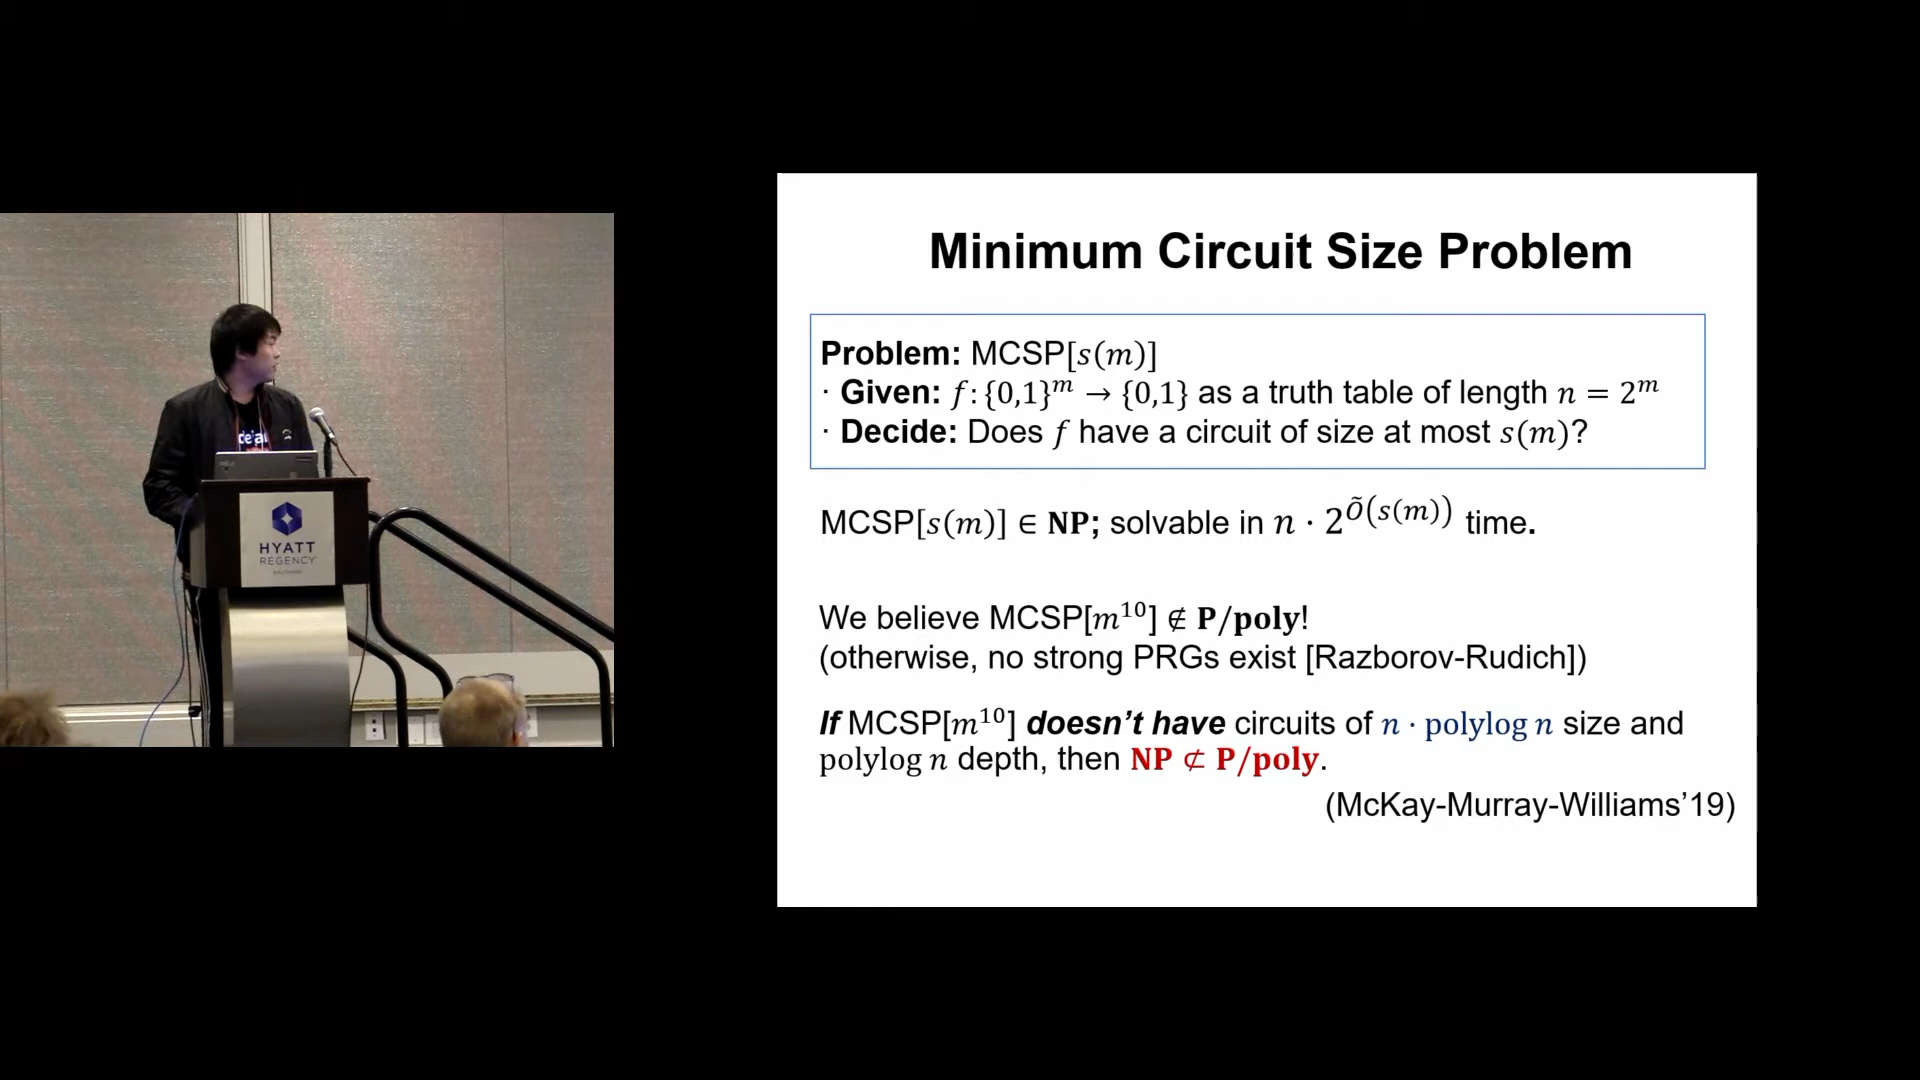 Minimum Circuit Size Problem
Problem: MCSP[𝑠(𝑚)]
· Given: 𝑓: {0,1}ᵐ → {0,1} as a truth table of length 𝑛 = 2ᵐ
· Decide: Does 𝑓 have a circuit of size at most 𝑠(𝑚)?
MCSP[𝑠(𝑚)] ∈ NP; solvable in 𝑛 · 2^Õ(𝑠(𝑚)) time.
We believe MCSP[𝑚¹⁰] ∉ P/poly!
(otherwise, no strong PRGs exist [Razborov-Rudich])
If MCSP[𝑚¹⁰] doesn’t have circuits of 𝑛 · polylog 𝑛 size and
polylog 𝑛 depth, then NP ⊄ P/poly.
(McKay-Murray-Williams’19)
HYATT
REGENCY